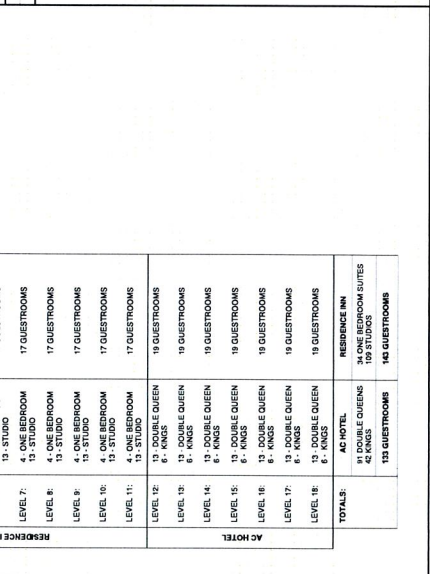 13 - STUDIO
LEVEL 7: 4 - ONE BEDROOM 17 GUESTROOMS
13 - STUDIO
LEVEL 8: 4 - ONE BEDROOM 17 GUESTROOMS
13 - STUDIO
LEVEL 9: 4 - ONE BEDROOM 17 GUESTROOMS
13 - STUDIO
LEVEL 10: 4 - ONE BEDROOM 17 GUESTROOMS
13 - STUDIO
LEVEL 11: 4 - ONE BEDROOM 17 GUESTROOMS
13 - STUDIO
RESIDENCE
LEVEL 12: 13 - DOUBLE QUEEN 19 GUESTROOMS
6 - KINGS
LEVEL 13: 13 - DOUBLE QUEEN 19 GUESTROOMS
6 - KINGS
LEVEL 14: 13 - DOUBLE QUEEN 19 GUESTROOMS
6 - KINGS
LEVEL 15: 13 - DOUBLE QUEEN 19 GUESTROOMS
6 - KINGS
LEVEL 16: 13 - DOUBLE QUEEN 19 GUESTROOMS
6 - KINGS
LEVEL 17: 13 - DOUBLE QUEEN 19 GUESTROOMS
6 - KINGS
LEVEL 18: 13 - DOUBLE QUEEN 19 GUESTROOMS
6 - KINGS
AC HOTEL
TOTALS: AC HOTEL RESIDENCE INN
91 DOUBLE QUEENS 34 ONE BEDROOM SUITES
42 KINGS 109 STUDIOS
133 GUESTROOMS 143 GUESTROOMS